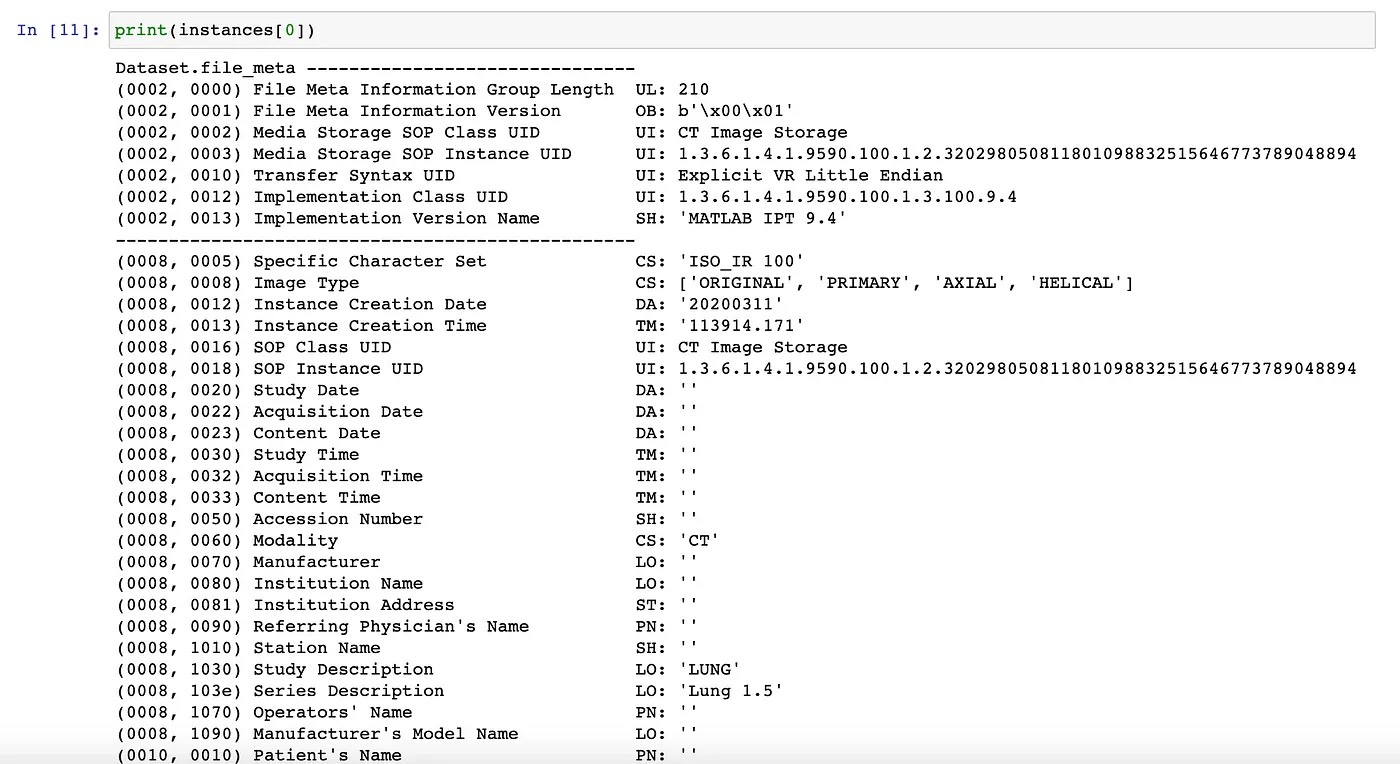 In [11]: print(instances[0])
Dataset.file_meta -------------------------------
(0002, 0000) File Meta Information Group Length  UL: 210
(0002, 0001) File Meta Information Version       OB: b'\x00\x01'
(0002, 0002) Media Storage SOP Class UID         UI: CT Image Storage
(0002, 0003) Media Storage SOP Instance UID      UI: 1.3.6.1.4.1.9590.100.1.2.320298050811801098832515646773789048894
(0002, 0010) Transfer Syntax UID                 UI: Explicit VR Little Endian
(0002, 0012) Implementation Class UID            UI: 1.3.6.1.4.1.9590.100.1.3.100.9.4
(0002, 0013) Implementation Version Name         SH: 'MATLAB IPT 9.4'
-------------------------------------------------
(0008, 0005) Specific Character Set              CS: 'ISO_IR 100'
(0008, 0008) Image Type                          CS: ['ORIGINAL', 'PRIMARY', 'AXIAL', 'HELICAL']
(0008, 0012) Instance Creation Date              DA: '20200311'
(0008, 0013) Instance Creation Time              TM: '113914.171'
(0008, 0016) SOP Class UID                       UI: CT Image Storage
(0008, 0018) SOP Instance UID                    UI: 1.3.6.1.4.1.9590.100.1.2.320298050811801098832515646773789048894
(0008, 0020) Study Date                          DA: ''
(0008, 0022) Acquisition Date                    DA: ''
(0008, 0023) Content Date                        DA: ''
(0008, 0030) Study Time                          TM: ''
(0008, 0032) Acquisition Time                    TM: ''
(0008, 0033) Content Time                        TM: ''
(0008, 0050) Accession Number                    SH: ''
(0008, 0060) Modality                            CS: 'CT'
(0008, 0070) Manufacturer                        LO: ''
(0008, 0080) Institution Name                    LO: ''
(0008, 0081) Institution Address                 ST: ''
(0008, 0090) Referring Physician's Name          PN: ''
(0008, 1010) Station Name                        SH: ''
(0008, 1030) Study Description                   LO: 'LUNG'
(0008, 103e) Series Description                  LO: 'Lung 1.5'
(0008, 1070) Operators' Name                     PN: ''
(0008, 1090) Manufacturer's Model Name           LO: ''
(0010, 0010) Patient's Name                      PN: ''